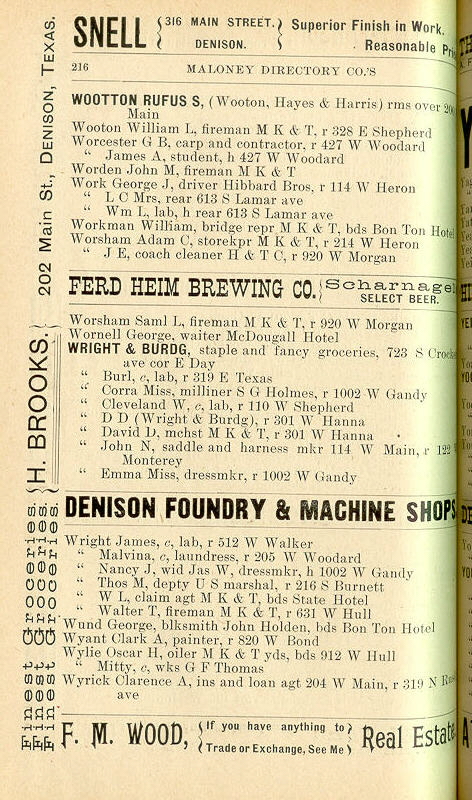 SNELL { 316 MAIN STREET, DENISON. } Superior Finish in Work.
Reasonable
216 MALONEY DIRECTORY CO.'S
WOOTTON RUFUS S, (Wooton, Hayes & Harris) rms over
Main
Wooton William L, fireman M K & T, r 328 E Shepherd
Worcester G B, carp and contractor, r 427 W Woodard
" James A, student, h 427 W Woodard
Worden John M, fireman M K & T
Work George J, driver Hibbard Bros, r 114 W Heron
" L C Mrs, rear 613 S Lamar ave
" Wm L, lab, h rear 613 S Lamar ave
Workman William, bridge repr M K & T, bds Bon Ton Hotel
Worsham Adam C, storekpr M K & T, r 214 W Heron
" J E, coach cleaner H & T C, r 920 W Morgan
FERD HEIM BREWING CO. { Scharnagel
SELECT BEER.
Worsham Saml L, fireman M K & T, r 920 W Morgan
Wornell George, waiter McDougall Hotel
WRIGHT & BURDG, staple and fancy groceries, 723 S
ave cor E Day
" Burl, c, lab, r 319 E Texas
" Corra Miss, milliner S G Holmes, r 1002 W Gandy
" Cleveland W, c, lab, r 110 W Shepherd
" D D (Wright & Burdg), r 301 W Hanna
" David D, mchst M K & T, r 301 W Hanna
" John N, saddle and harness mkr 114 W Main, r 122
Monterey
" Emma Miss, dressmkr, r 1002 W Gandy
DENISON FOUNDRY & MACHINE SHOPS
Wright James, c, lab, r 512 W Walker
" Malvina, c, laundress, r 205 W Woodard
" Nancy J, wid Jas W, dressmkr, h 1002 W Gandy
" Thos M, depty U S marshal, r 216 S Burnett
" W L, claim agt M K & T, bds State Hotel
" Walter T, fireman M K & T, r 631 W Hull
Wund George, blksmith John Holden, bds Bon Ton Hotel
Wyant Clark A, painter, r 820 W Bond
Wylie Oscar H, oiler M K & T yds, bds 912 W Hull
" Mitty, c, wks G F Thomas
Wyrick Clarence A, ins and loan agt 204 W Main, r 319 N
ave
F. M. WOOD, { If you have anything to } Real Estate
{ Trade or Exchange, See Me }
Finest Groceries.
Finest Groceries.
Finest Groceries.
{ H. BROOKS } 202 Main St., DENISON, TEXAS.